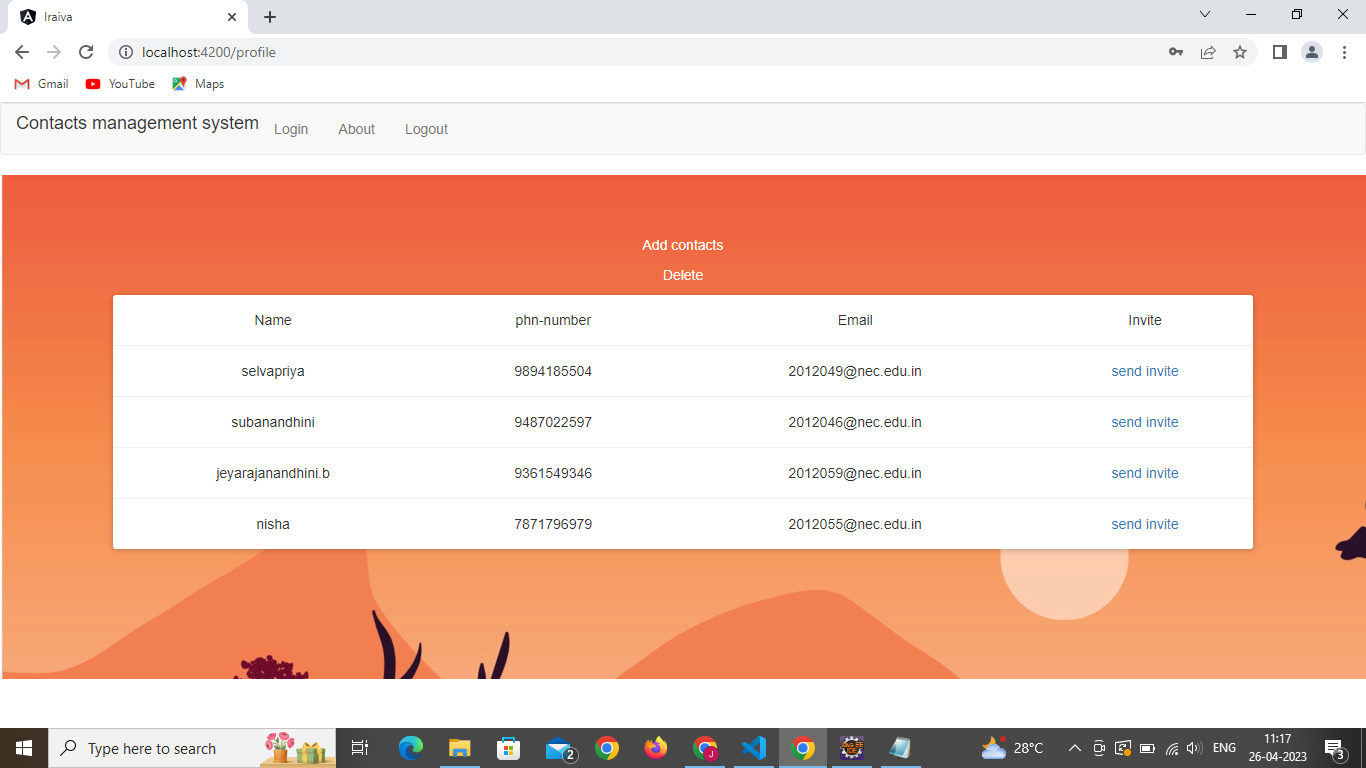 Iraiva
localhost:4200/profile
Gmail YouTube Maps
Contacts management system Login About Logout
Add contacts
Delete
Name phn-number Email Invite
selvapriya 9894185504 2012049@nec.edu.in send invite
subanandhini 9487022597 2012046@nec.edu.in send invite
jeyarajanandhini.b 9361549346 2012059@nec.edu.in send invite
nisha 7871796979 2012055@nec.edu.in send invite
Type here to search 2 J 28°C ENG 11:17
26-04-2023 3